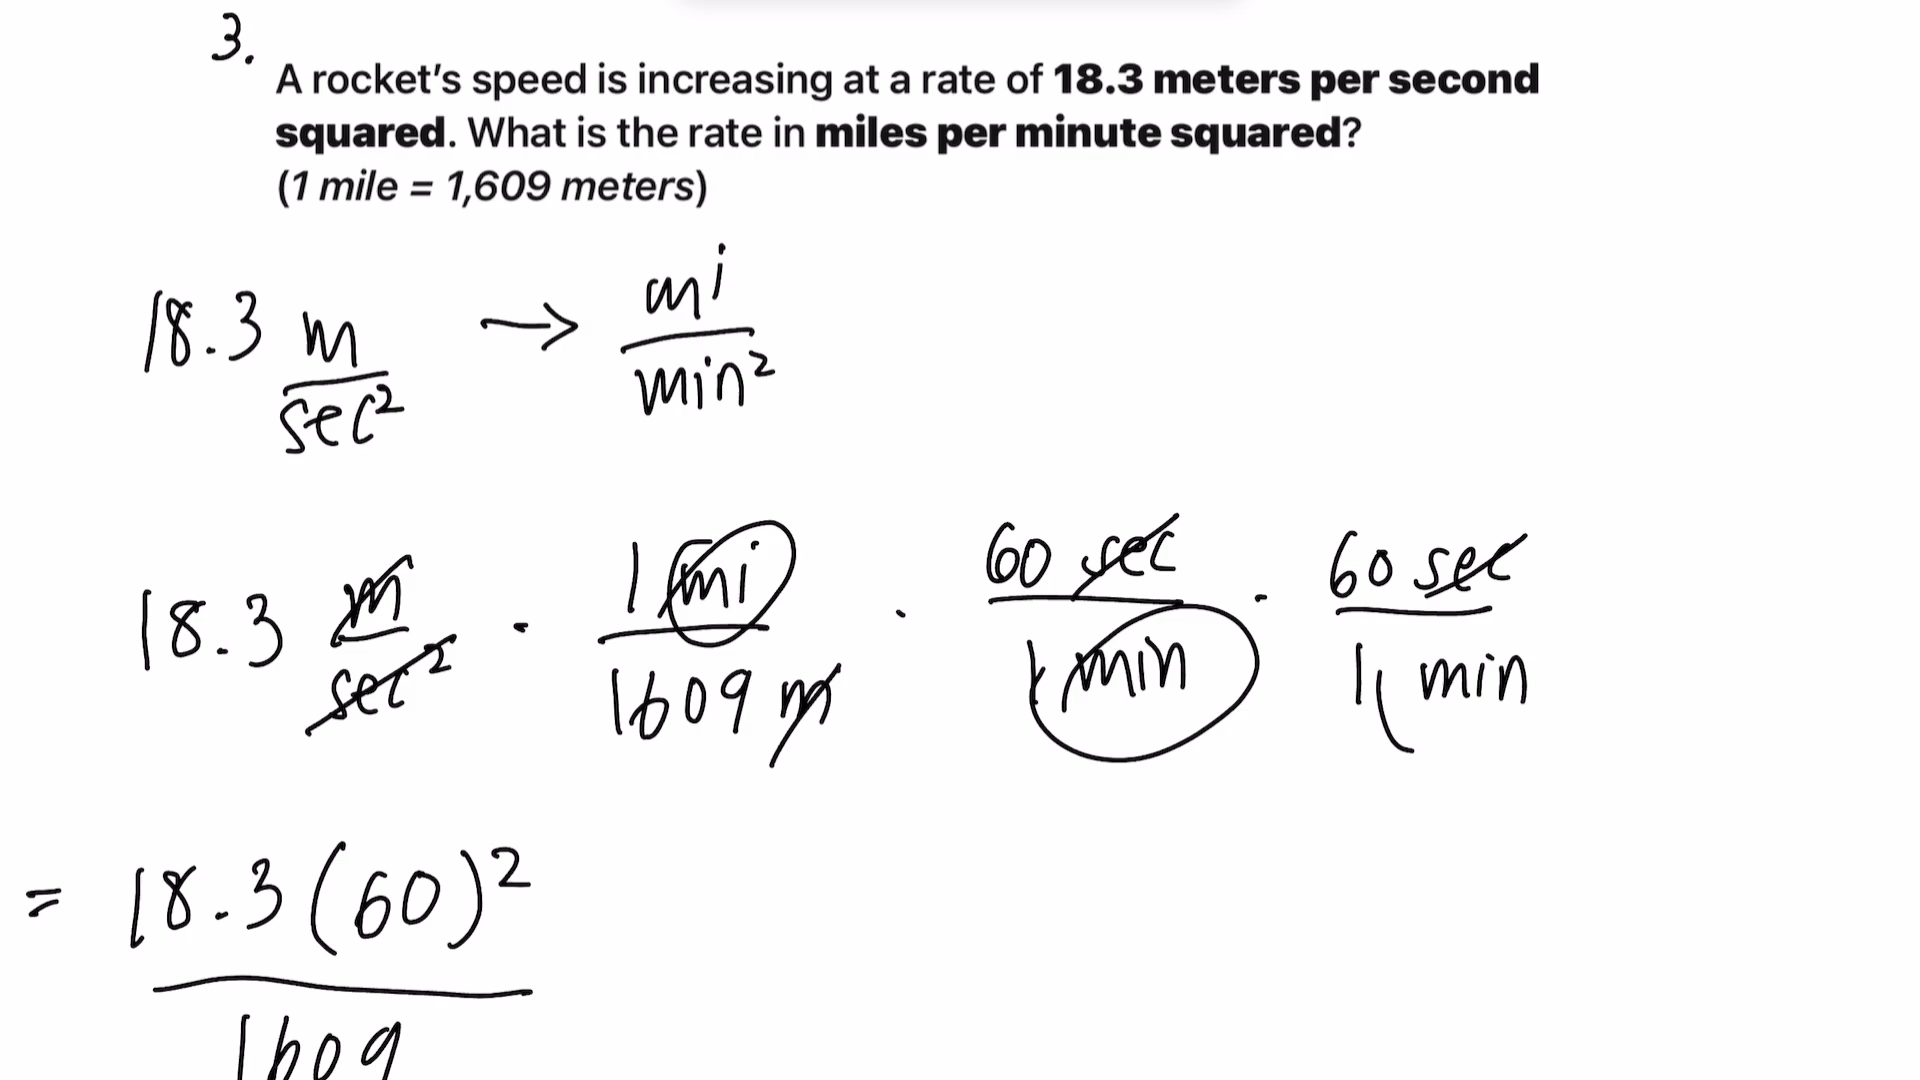 3.
A rocket’s speed is increasing at a rate of 18.3 meters per second
squared. What is the rate in miles per minute squared?
(1 mile = 1,609 meters)
18.3 m/sec² → mi/min²
18.3 m/sec² · 1 mi/1609 m · 60 sec/1 min · 60 sec/1 min
= 18.3(60)²/1609